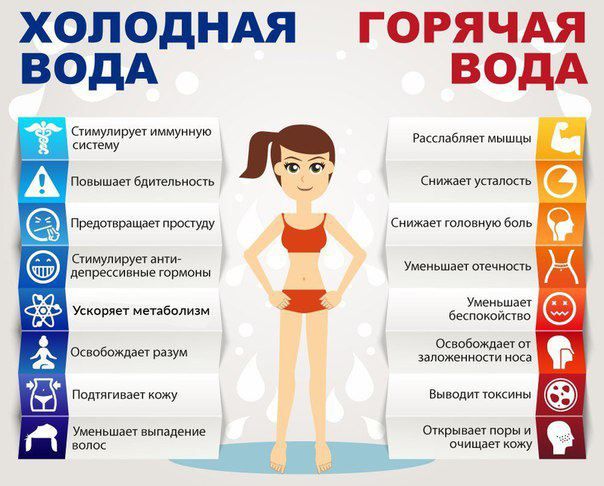 ХОЛОДНАЯ
ВОДА
Стимулирует иммунную
систему
Повышает бдительность
Предотвращает простуду
Стимулирует анти-
депрессивные гормоны
Ускоряет метаболизм
Освобождает разум
Подтягивает кожу
Уменьшает выпадение
волос
ГОРЯЧАЯ
ВОДА
Расслабляет мышцы
Снижает усталость
Снижает головную боль
Уменьшает отечность
Уменьшает
беспокойство
Освобождает от
заложенности носа
Выводит токсины
Открывает поры и
очищает кожу